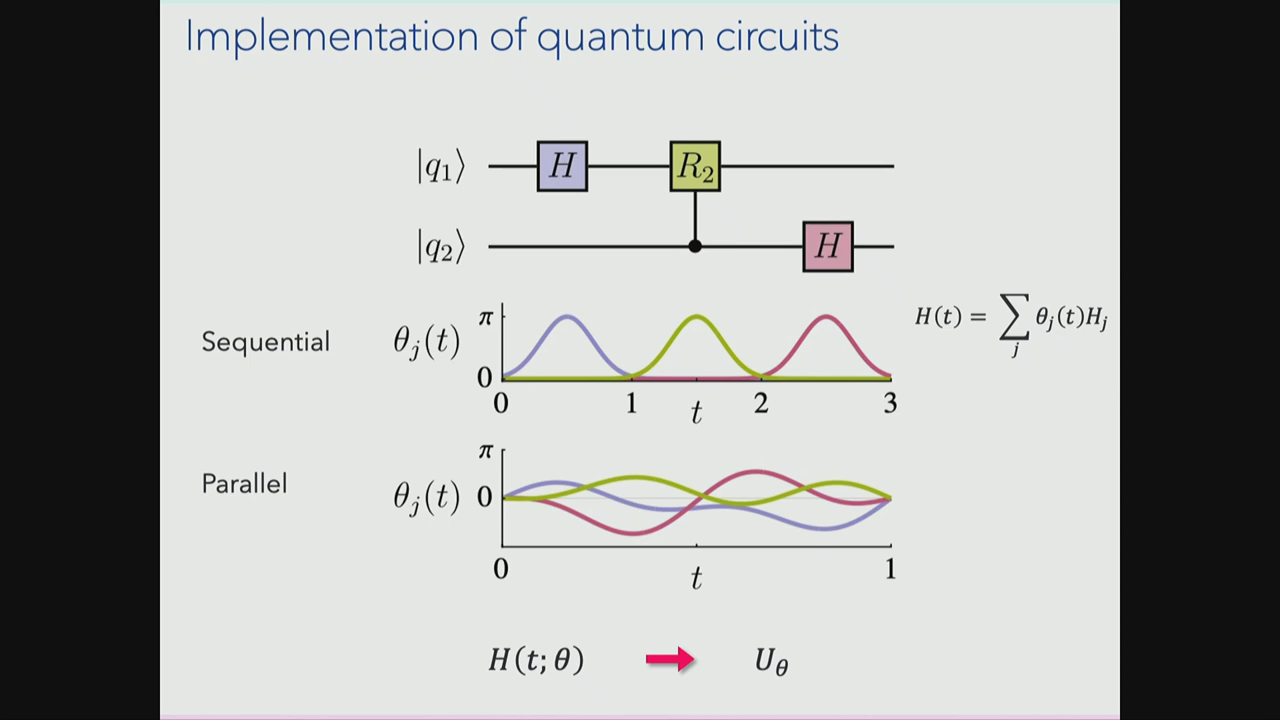 Implementation of quantum circuits
|q₁⟩ H R₂
|q₂⟩ H
Sequential θⱼ(t) π 0
0 1 t 2 3
H(t) = ∑ⱼ θⱼ(t)Hⱼ
Parallel θⱼ(t) π 0
0 t 1
H(t; θ) → U_θ